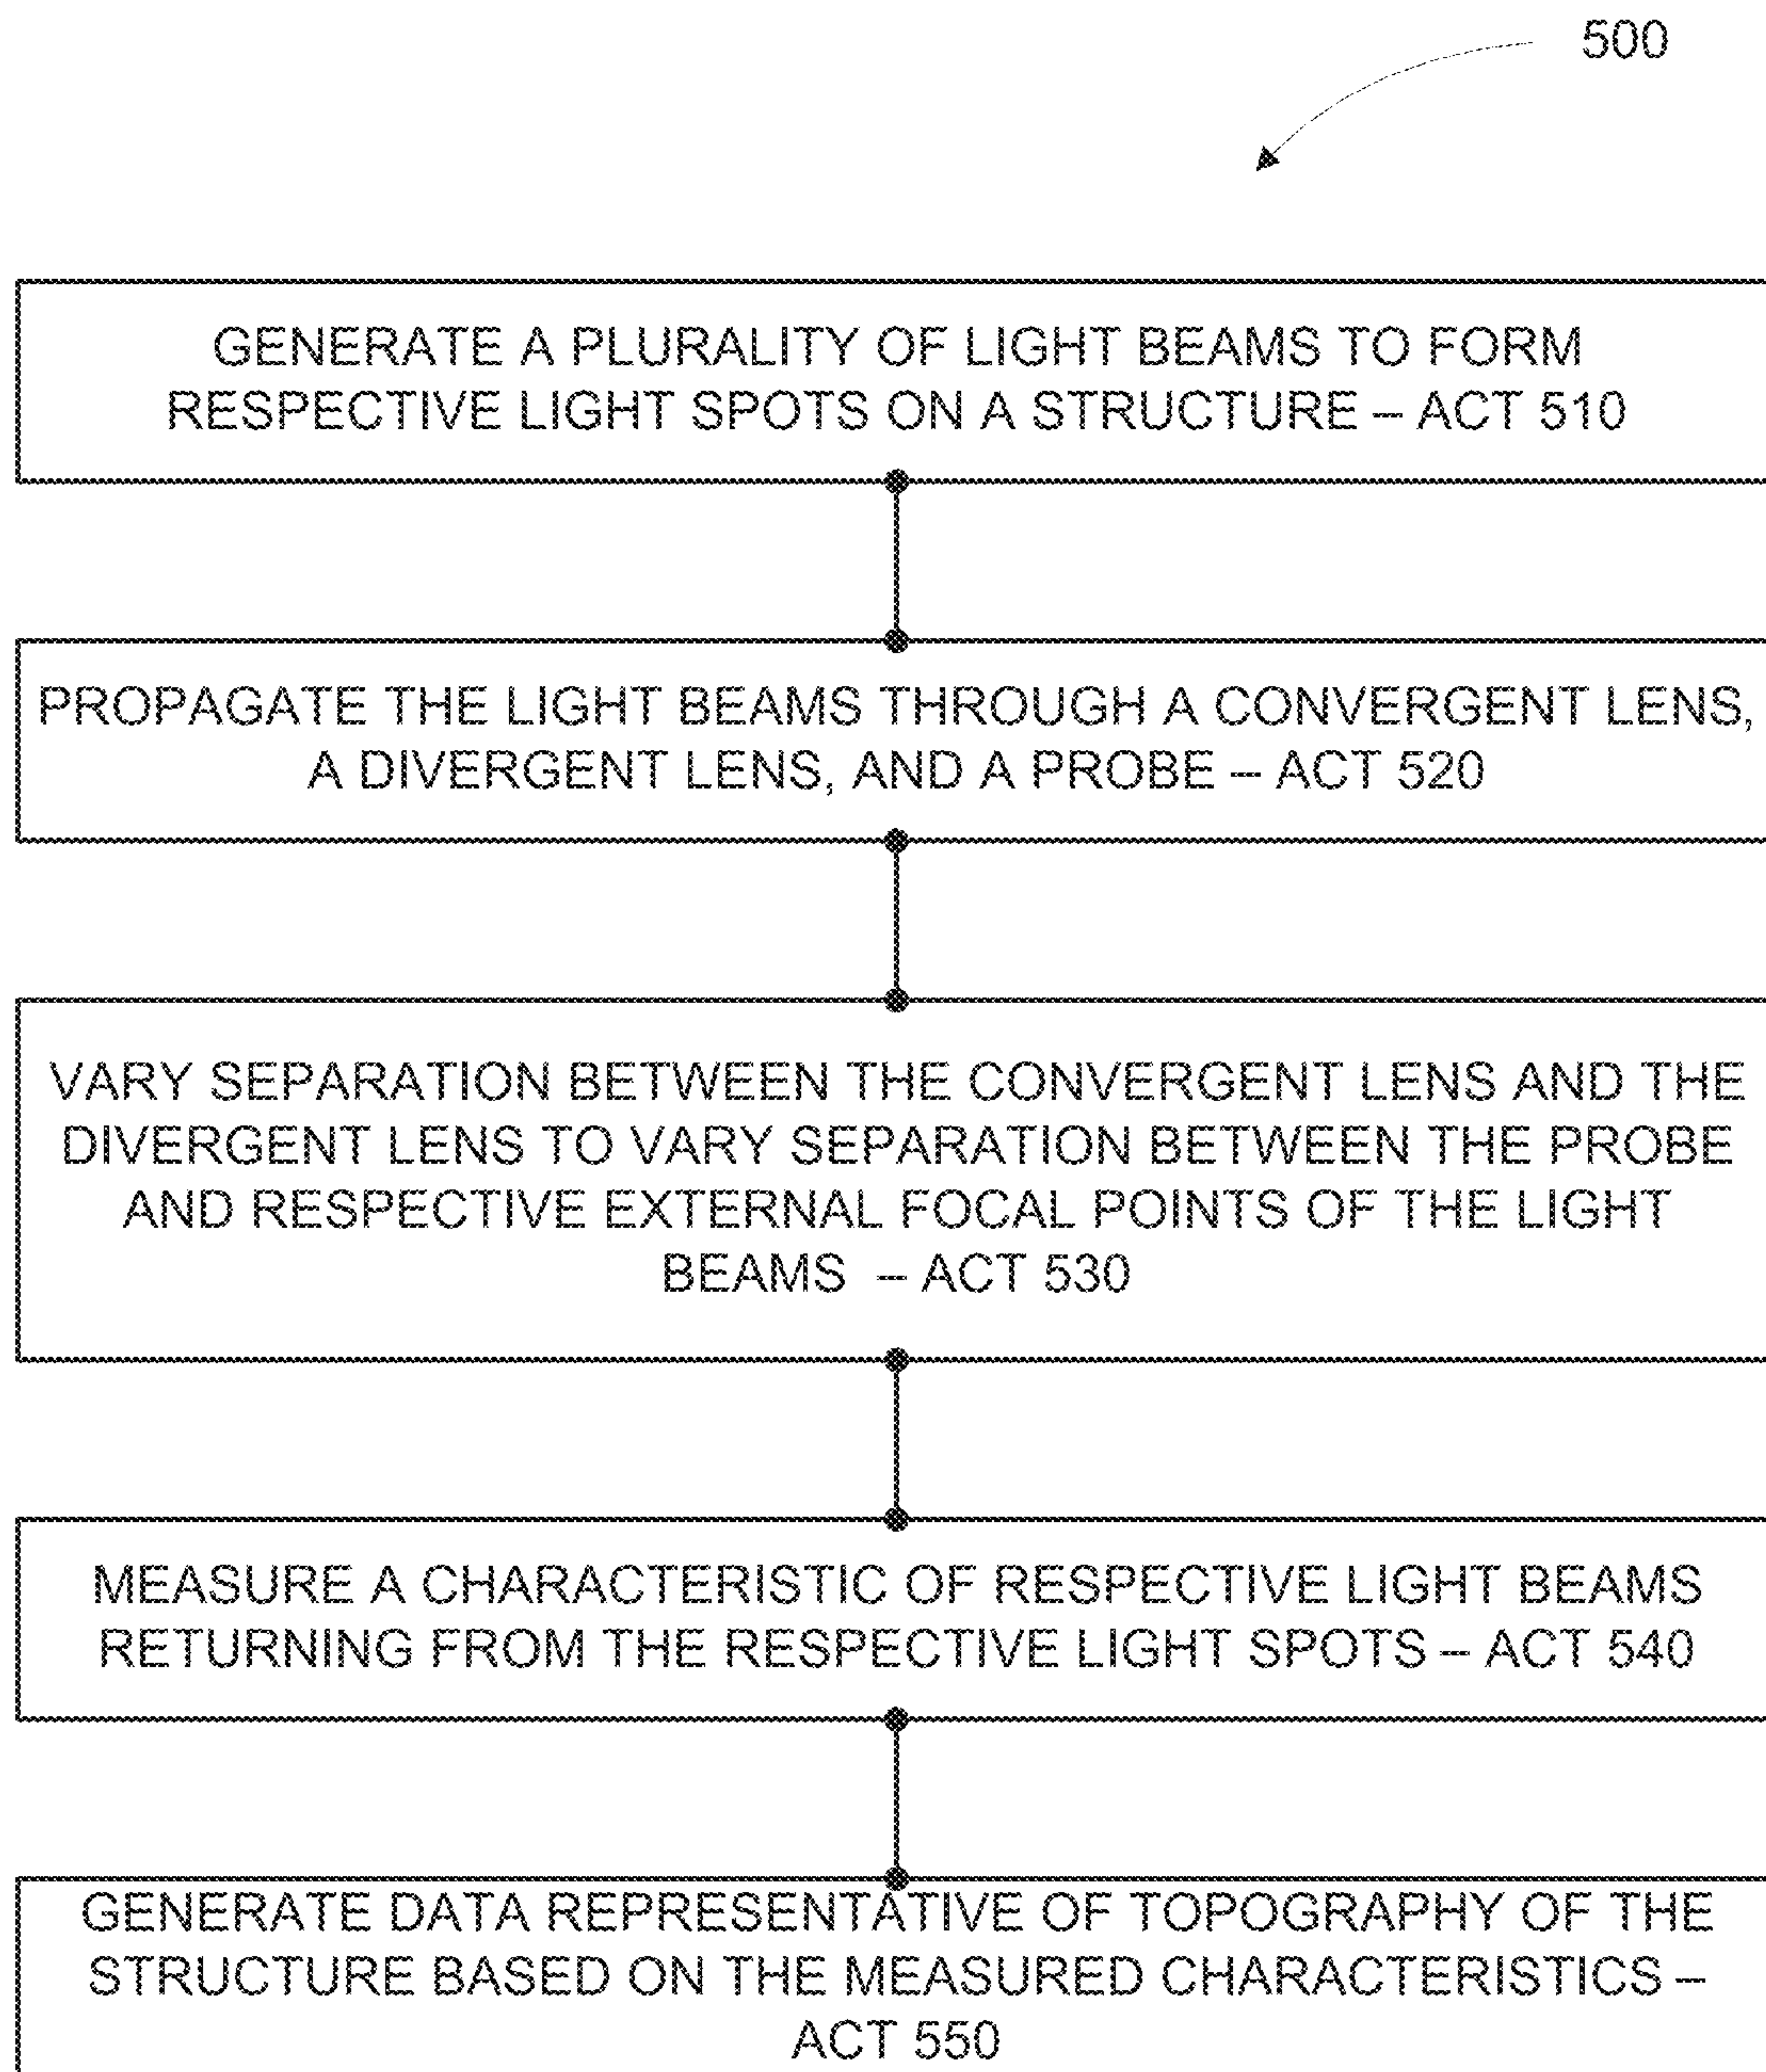 500
GENERATE A PLURALITY OF LIGHT BEAMS TO FORM
RESPECTIVE LIGHT SPOTS ON A STRUCTURE – ACT 510
PROPAGATE THE LIGHT BEAMS THROUGH A CONVERGENT LENS,
A DIVERGENT LENS, AND A PROBE – ACT 520
VARY SEPARATION BETWEEN THE CONVERGENT LENS AND THE
DIVERGENT LENS TO VARY SEPARATION BETWEEN THE PROBE
AND RESPECTIVE EXTERNAL FOCAL POINTS OF THE LIGHT
BEAMS – ACT 530
MEASURE A CHARACTERISTIC OF RESPECTIVE LIGHT BEAMS
RETURNING FROM THE RESPECTIVE LIGHT SPOTS – ACT 540
GENERATE DATA REPRESENTATIVE OF TOPOGRAPHY OF THE
STRUCTURE BASED ON THE MEASURED CHARACTERISTICS –
ACT 550